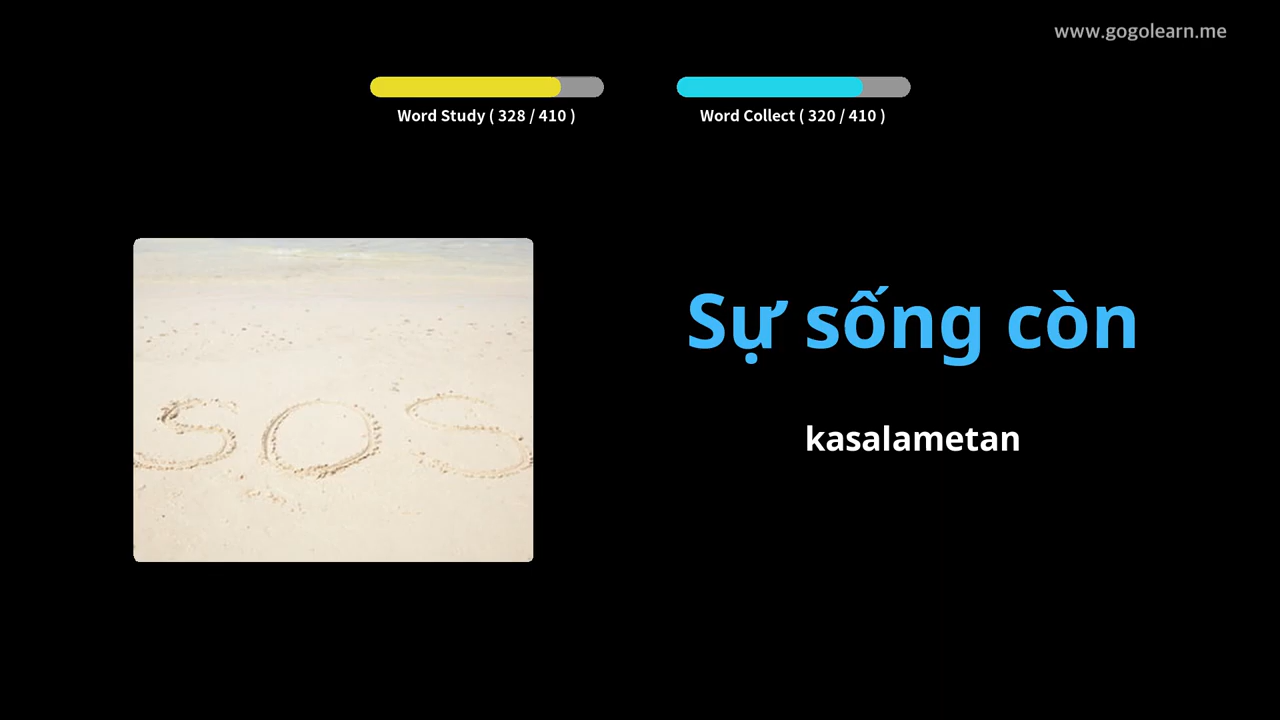 www.gogolearn.me
Word Study ( 328 / 410 )
Word Collect ( 320 / 410 )
Sự sống còn
kasalametan
SOS